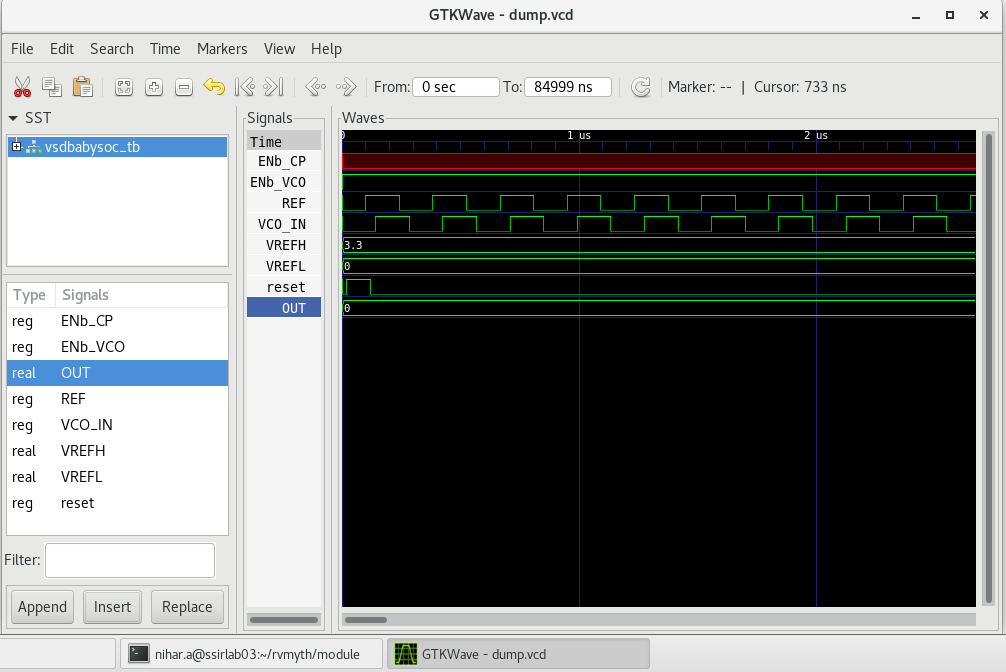 GTKWave - dump.vcd
File Edit Search Time Markers View Help
From: 0 sec To: 84999 ns Marker: -- | Cursor: 733 ns
SST
vsdbabysoc_tb
Type Signals
reg ENb_CP
reg ENb_VCO
real OUT
reg REF
reg VCO_IN
real VREFH
real VREFL
reg reset
Filter:
Append Insert Replace
Signals
Time
ENb_CP
ENb_VCO
REF
VCO_IN
VREFH
VREFL
reset
OUT
Waves
0 1 us 2 us
3.3
0
0
nihar.a@ssirlab03:~/rvmyth/module GTKWave - dump.vcd